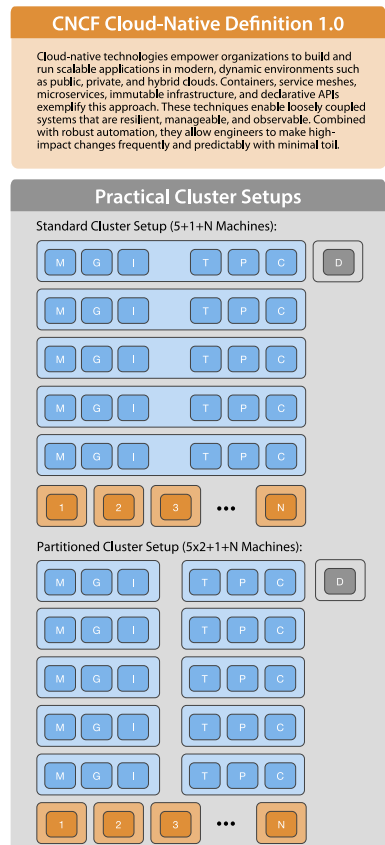 CNCF Cloud-Native Definition 1.0
Cloud-native technologies empower organizations to build and
run scalable applications in modern, dynamic environments such
as public, private, and hybrid clouds. Containers, service meshes,
microservices, immutable infrastructure, and declarative APIs
exemplify this approach. These techniques enable loosely coupled
systems that are resilient, manageable, and observable. Combined
with robust automation, they allow engineers to make high-
impact changes frequently and predictably with minimal toil.
Practical Cluster Setups
Standard Cluster Setup (5+1+N Machines):
M G I T P C D
M G I T P C
M G I T P C
M G I T P C
M G I T P C
1 2 3 ••• N
Partitioned Cluster Setup (5x2+1+N Machines):
M G I T P C D
M G I T P C
M G I T P C
M G I T P C
M G I T P C
1 2 3 ••• N